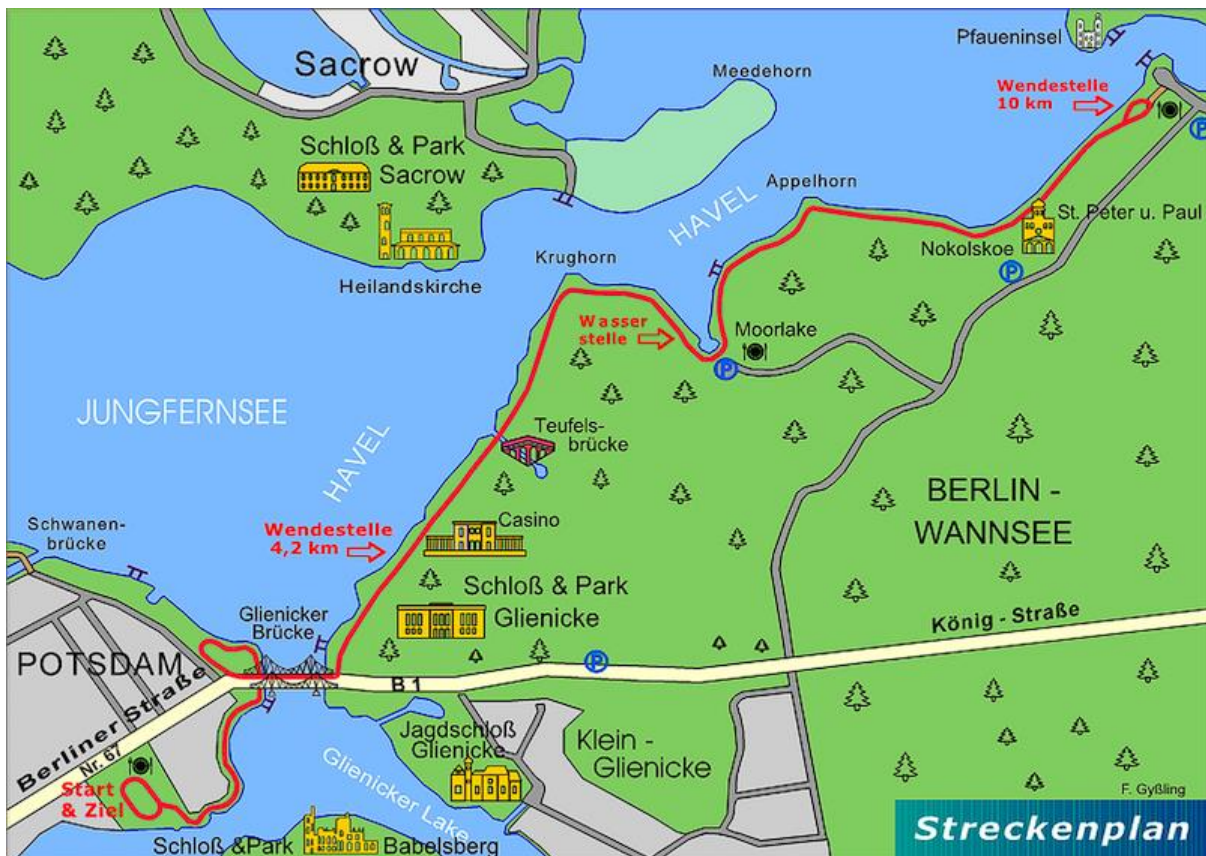 Pfaueninsel
Sacrow
Meedehorn
Wendestelle
10 km
P
Schloß & Park
Sacrow
Appelhorn
HAVEL
St. Peter u. Paul
Nokolskoe
P
Krughorn
Heilandskirche
Wasser
stelle
Moorlake
P
JUNGFERNSEE
Teufels-
brücke
HAVEL
BERLIN -
WANNSEE
Schwanen-
brücke
Wendestelle
4,2 km
Casino
Schloß & Park
Glienicke
Glienicker
Brücke
König - Straße
POTSDAM
P
B 1
Berliner Straße
Nr. 67
Jagdschloß
Glienicke
Klein -
Glienicke
Start
& Ziel
Glienicker Lake
F. Gyßling
Schloß &Park
Babelsberg
Streckenplan